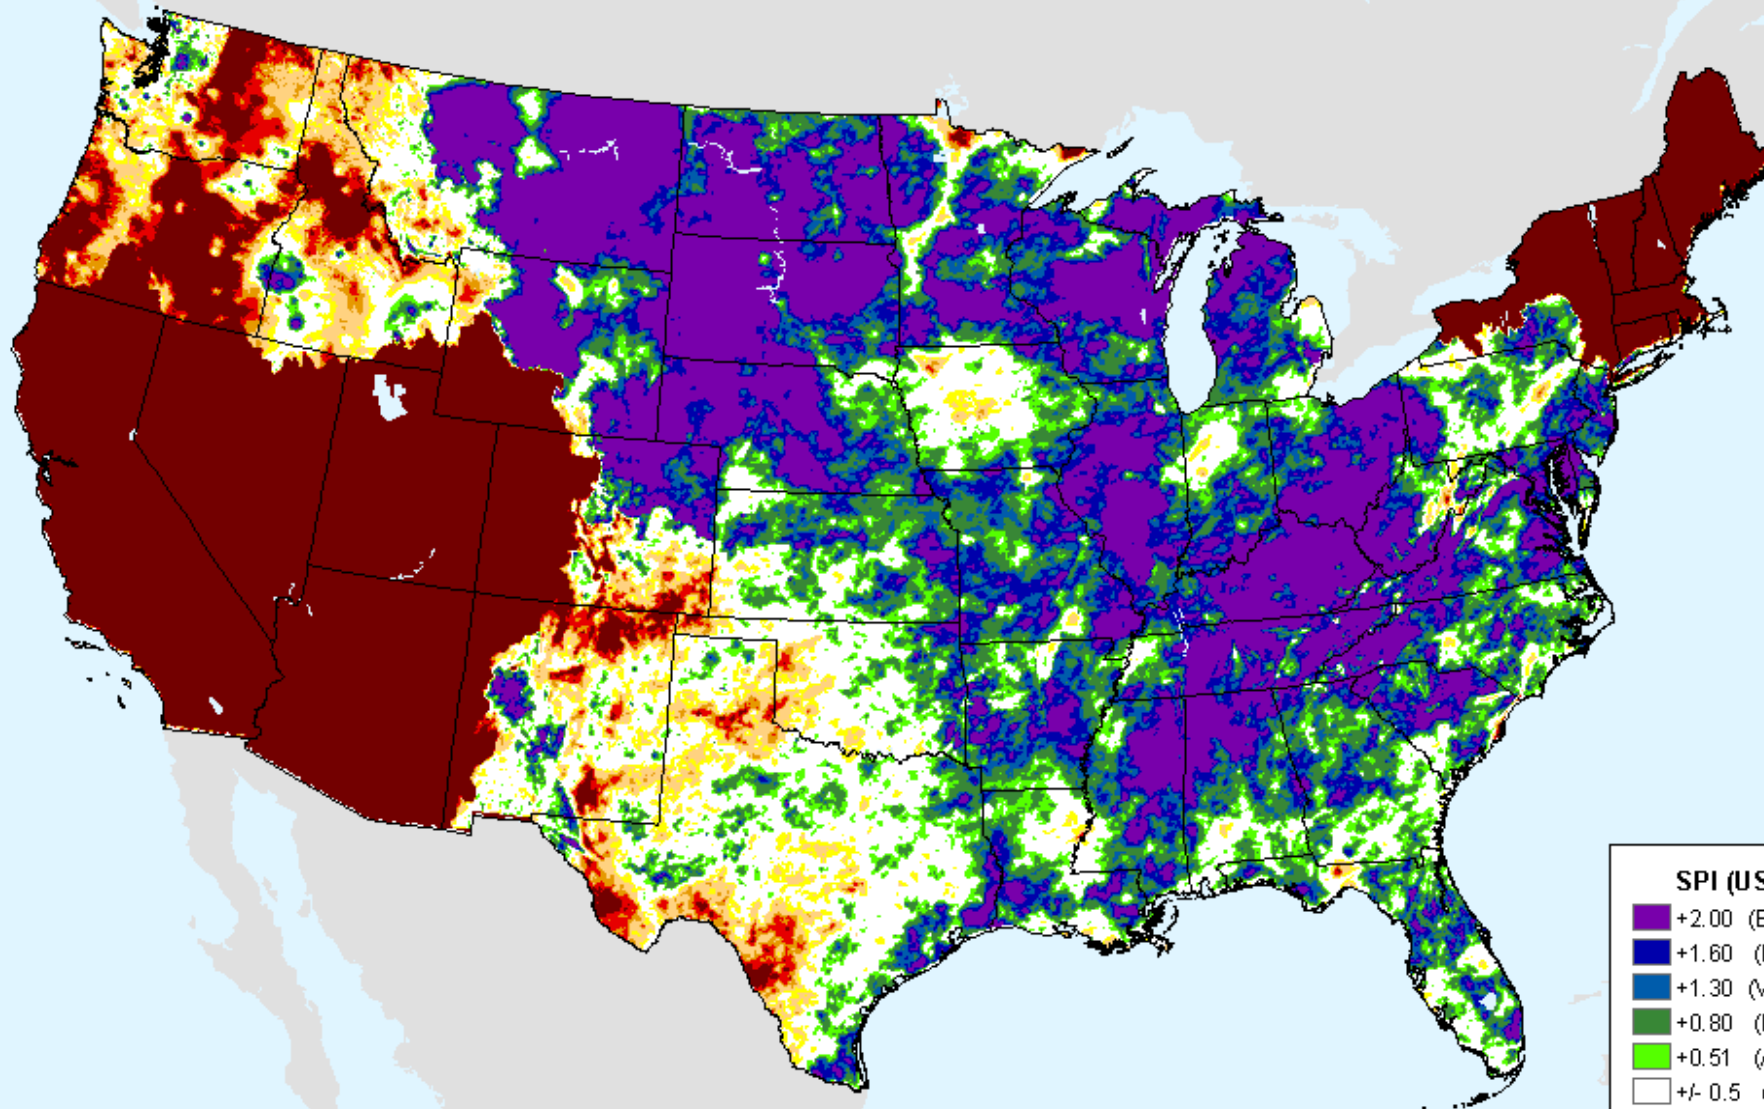 SPI (US
+2.00 (E
+1.60 (
+1.30 (V
+0.80 (
+0.51 (
+/- 0.5